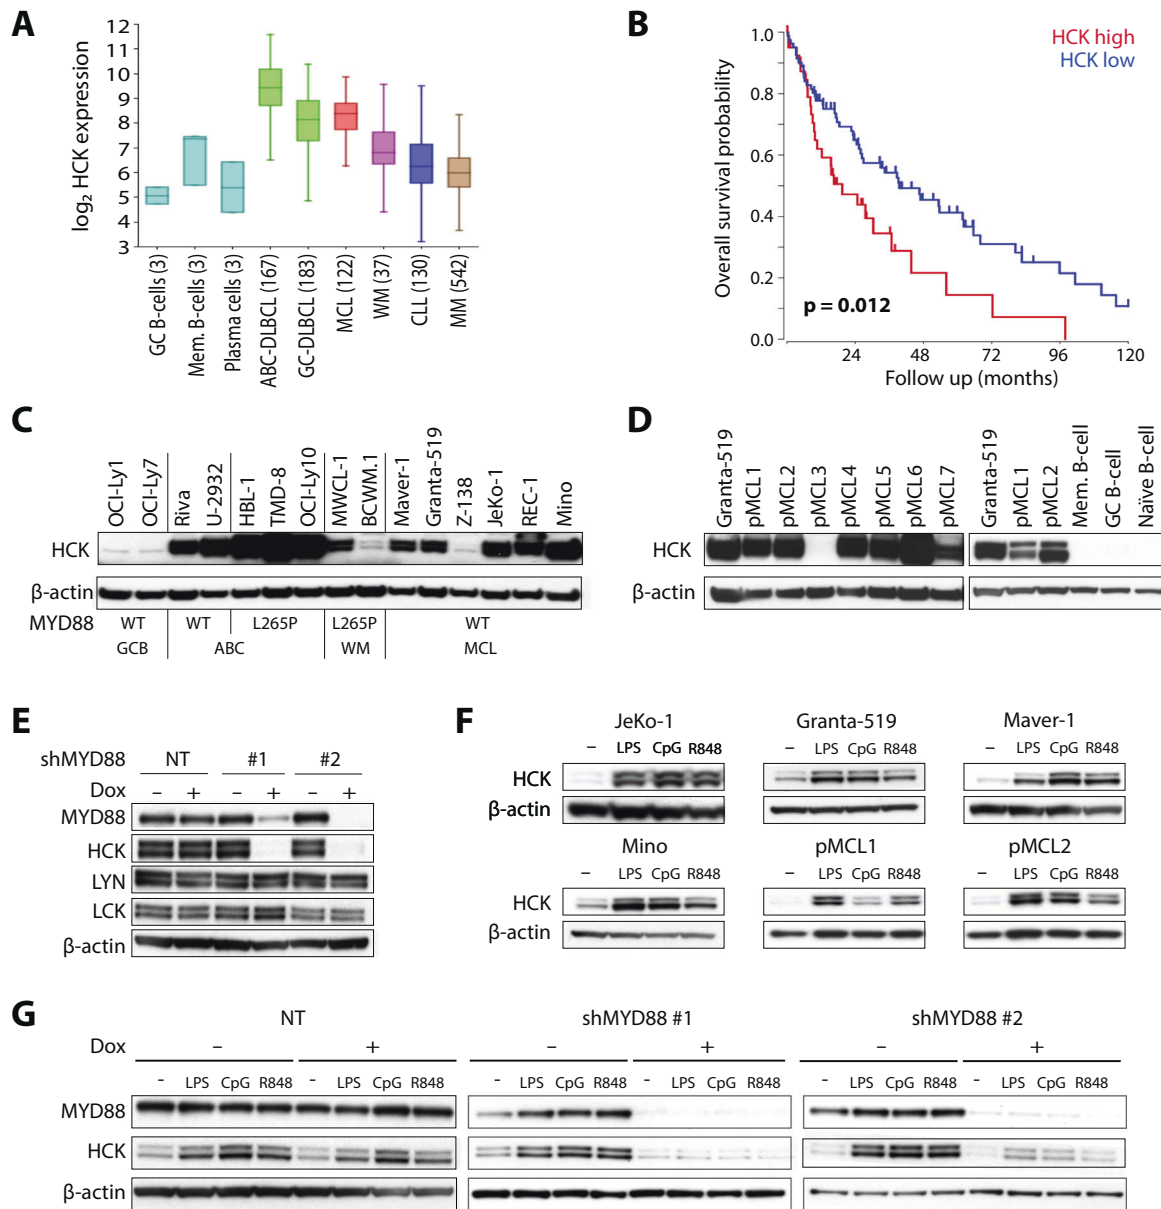 A
log₂ HCK expression
12
11
10
9
8
7
6
5
4
3
GC B-cells (3)
Mem. B-cells (3)
Plasma cells (3)
ABC-DLBCL (167)
GC-DLBCL (183)
MCL (122)
WM (37)
CLL (130)
MM (542)
B
Overall survival probability
1.0
0.8
0.6
0.4
0.2
0.0
HCK high
HCK low
p = 0.012
24 48 72 96 120
Follow up (months)
C
OCI-Ly1
OCI-Ly7
Riva
U-2932
HBL-1
TMD-8
OCI-Ly10
MWCL-1
BCWM.1
Maver-1
Granta-519
Z-138
JeKo-1
REC-1
Mino
HCK
β-actin
MYD88 WT WT L265P L265P WT
GCB ABC WM MCL
D
Granta-519
pMCL1
pMCL2
pMCL3
pMCL4
pMCL5
pMCL6
pMCL7
Granta-519
pMCL1
pMCL2
Mem. B-cell
GC B-cell
Naïve B-cell
HCK
β-actin
E
shMYD88 NT #1 #2
Dox – + – + – +
MYD88
HCK
LYN
LCK
β-actin
F
JeKo-1 Granta-519 Maver-1
– LPS CpG R848 – LPS CpG R848 – LPS CpG R848
HCK
β-actin
Mino pMCL1 pMCL2
– LPS CpG R848 – LPS CpG R848 – LPS CpG R848
HCK
β-actin
G
NT shMYD88 #1 shMYD88 #2
Dox – + – + – +
- LPS CpG R848 - LPS CpG R848 - LPS CpG R848 - LPS CpG R848 - LPS CpG R848 - LPS CpG R848
MYD88
HCK
β-actin